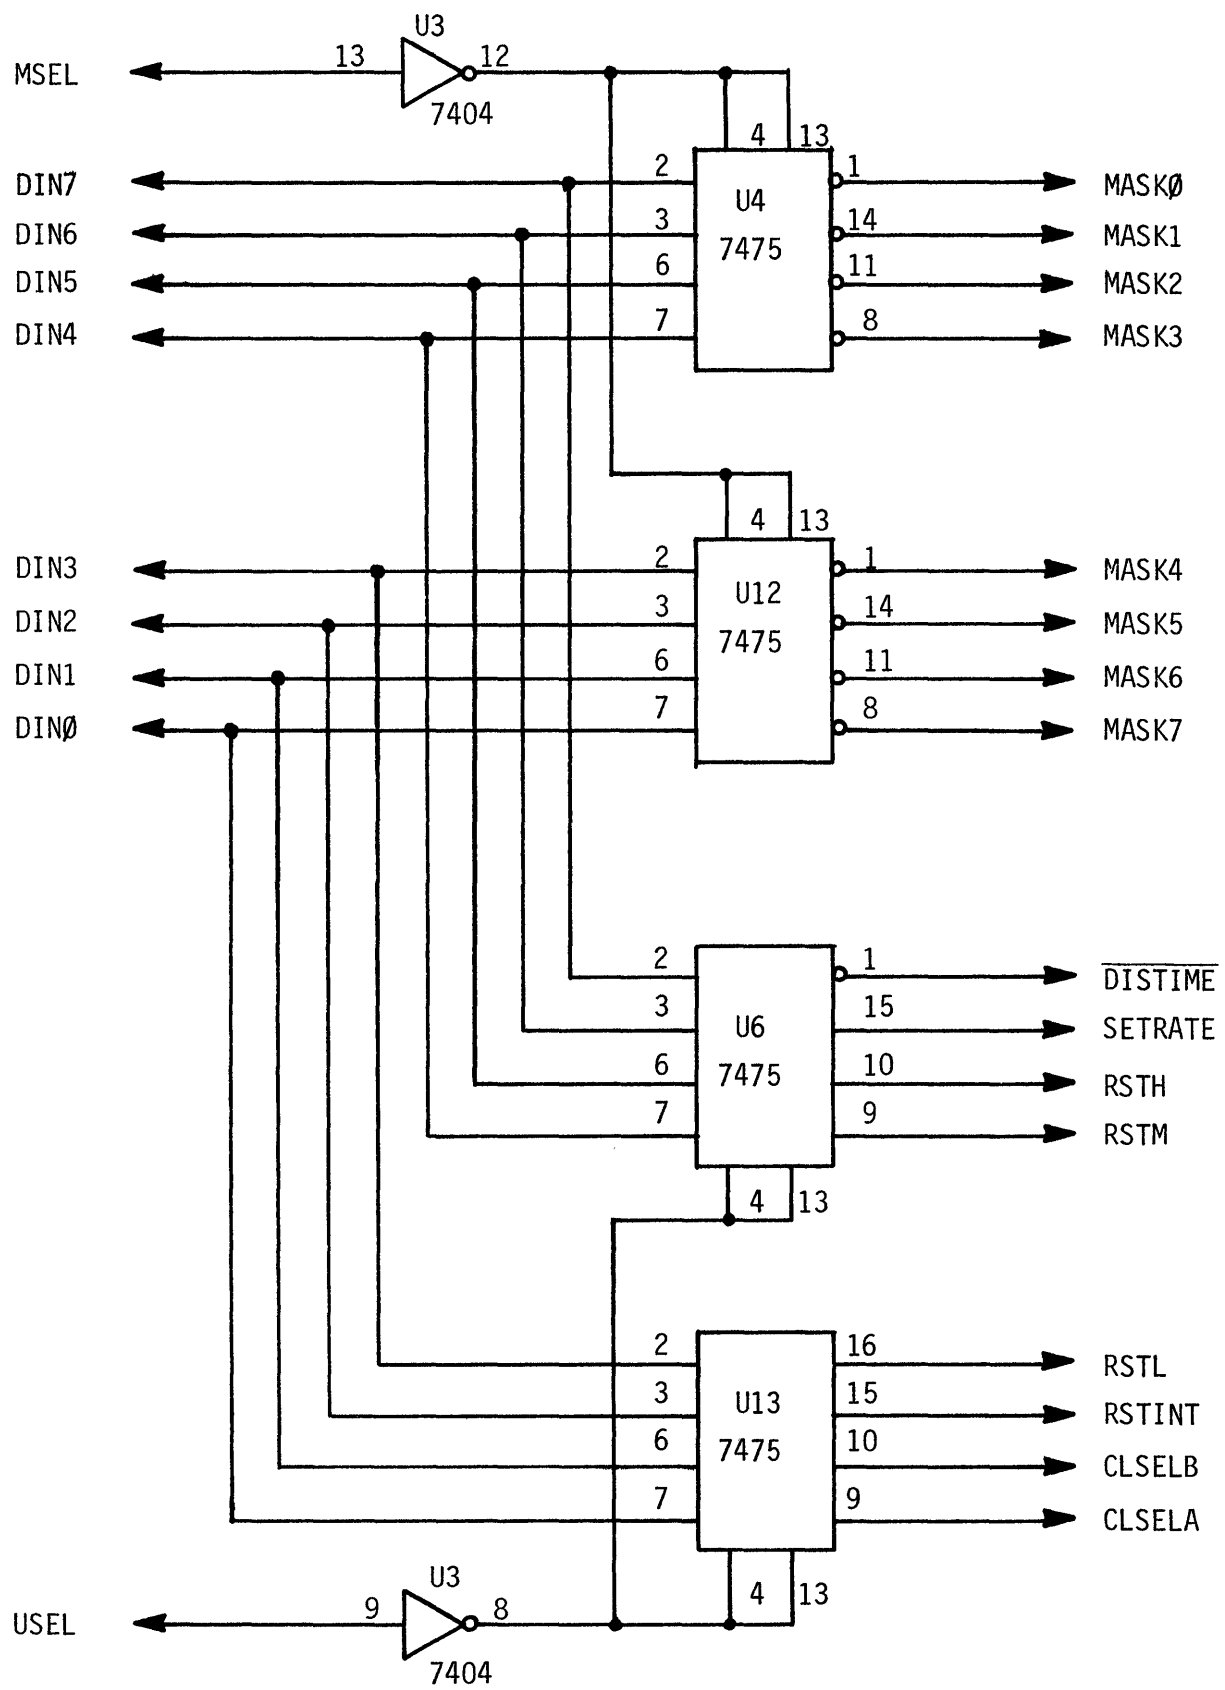 U3
MSEL 13 12
7404
4 13
DIN7 2 1 MASK0
U4
DIN6 3 14 MASK1
7475
DIN5 6 11 MASK2
DIN4 7 8 MASK3
4 13
DIN3 2 1 MASK4
U12
DIN2 3 14 MASK5
7475
DIN1 6 11 MASK6
DIN0 7 8 MASK7
2 1 DISTIME
3 15 SETRATE
U6
6 10 RSTH
7475
7 9 RSTM
4 13
2 16 RSTL
3 15 RSTINT
U13
6 10 CLSELB
7475
7 9 CLSELA
U3
4 13
USEL 9 8
7404